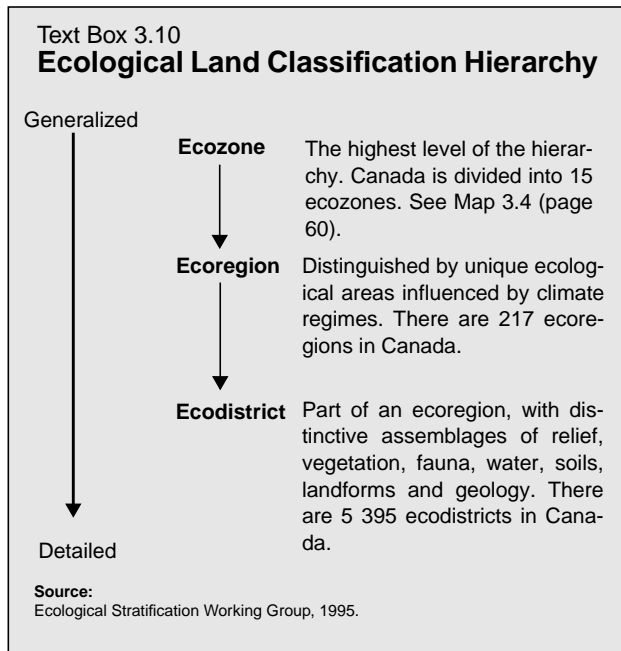 Text Box 3.10
Ecological Land Classification Hierarchy
Generalized
Ecozone
The highest level of the hierar-
chy. Canada is divided into 15
ecozones. See Map 3.4 (page
60).
Ecoregion
Distinguished by unique ecolog-
ical areas influenced by climate
regimes. There are 217 ecore-
gions in Canada.
Ecodistrict
Part of an ecoregion, with dis-
tinctive assemblages of relief,
vegetation, fauna, water, soils,
landforms and geology. There
are 5 395 ecodistricts in Cana-
da.
Detailed
Source:
Ecological Stratification Working Group, 1995.